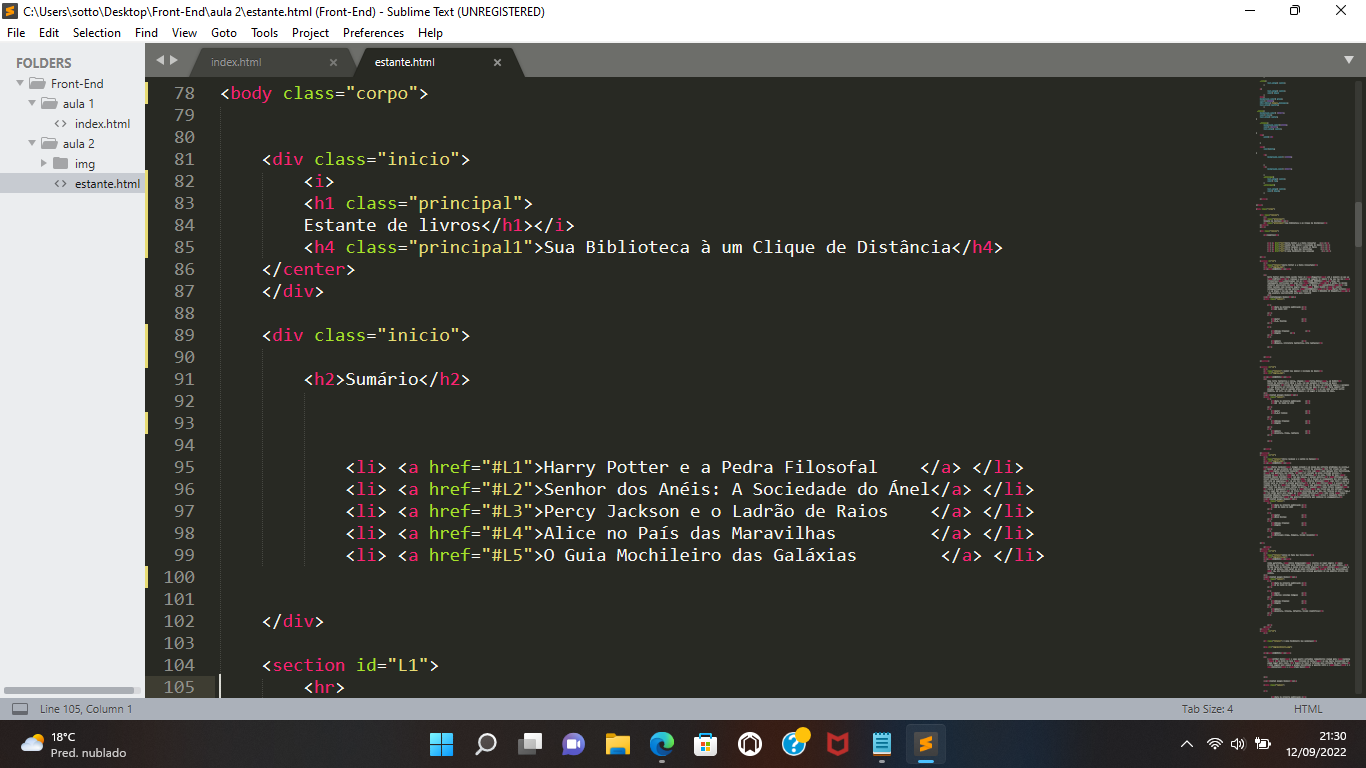 C:\Users\sotto\Desktop\Front-End\aula 2\estante.html (Front-End) - Sublime Text (UNREGISTERED)
File Edit Selection Find View Goto Tools Project Preferences Help
FOLDERS
Front-End
aula 1
index.html
aula 2
img
estante.html
index.html × estante.html ×
78 <body class="corpo">
79
80
81 <div class="inicio">
82 <i>
83 <h1 class="principal">
84 Estante de livros</h1></i>
85 <h4 class="principal1">Sua Biblioteca à um Clique de Distância</h4>
86 </center>
87 </div>
88
89 <div class="inicio">
90
91 <h2>Sumário</h2>
92
93
94
95 <li> <a href="#L1">Harry Potter e a Pedra Filosofal </a> </li>
96 <li> <a href="#L2">Senhor dos Anéis: A Sociedade do Ánel</a> </li>
97 <li> <a href="#L3">Percy Jackson e o Ladrão de Raios </a> </li>
98 <li> <a href="#L4">Alice no País das Maravilhas </a> </li>
99 <li> <a href="#L5">O Guia Mochileiro das Galáxias </a> </li>
100
101
102 </div>
103
104 <section id="L1">
105 <hr>
Line 105, Column 1 Tab Size: 4 HTML
18°C
Pred. nublado
21:30
12/09/2022